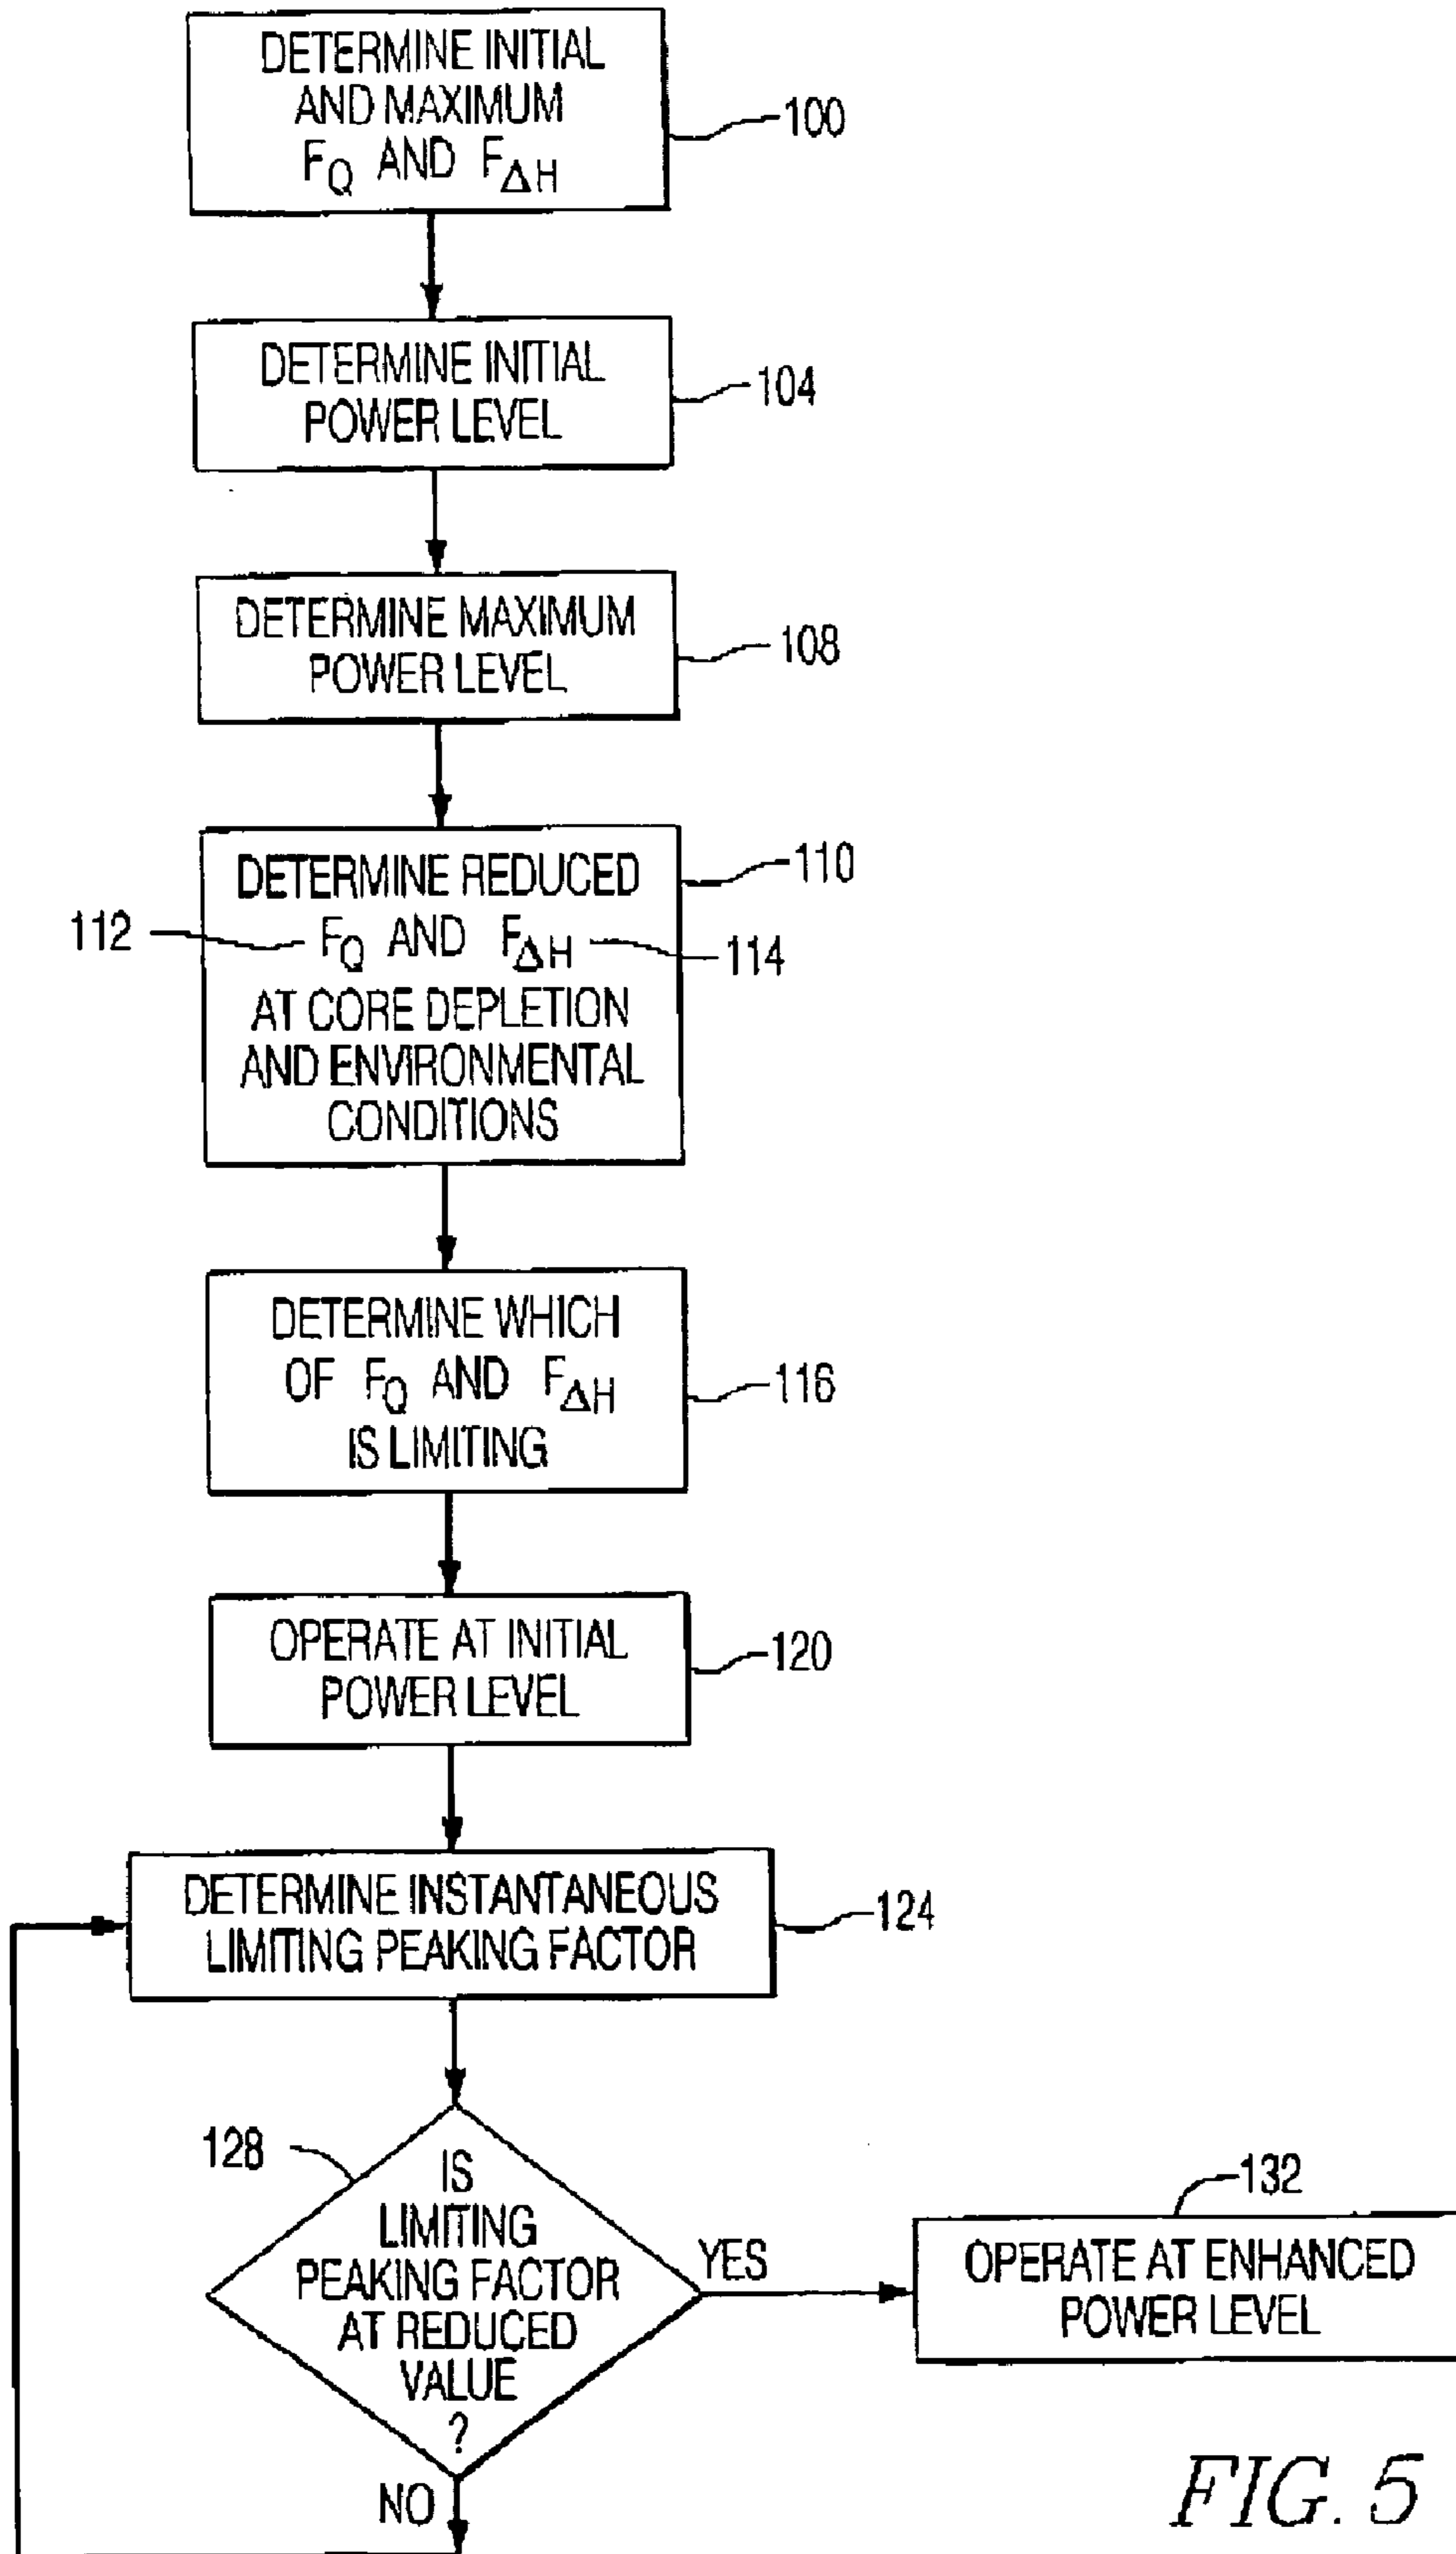 DETERMINE INITIAL
AND MAXIMUM
FQ AND FΔH
100
DETERMINE INITIAL
POWER LEVEL
104
DETERMINE MAXIMUM
POWER LEVEL
108
DETERMINE REDUCED
110
112
FQ AND FΔH
114
AT CORE DEPLETION
AND ENVIRONMENTAL
CONDITIONS
DETERMINE WHICH
OF FQ AND FΔH
IS LIMITING
116
OPERATE AT INITIAL
POWER LEVEL
120
DETERMINE INSTANTANEOUS
LIMITING PEAKING FACTOR
124
128
IS
LIMITING
PEAKING FACTOR
AT REDUCED
VALUE
?
YES
NO
132
OPERATE AT ENHANCED
POWER LEVEL
FIG. 5